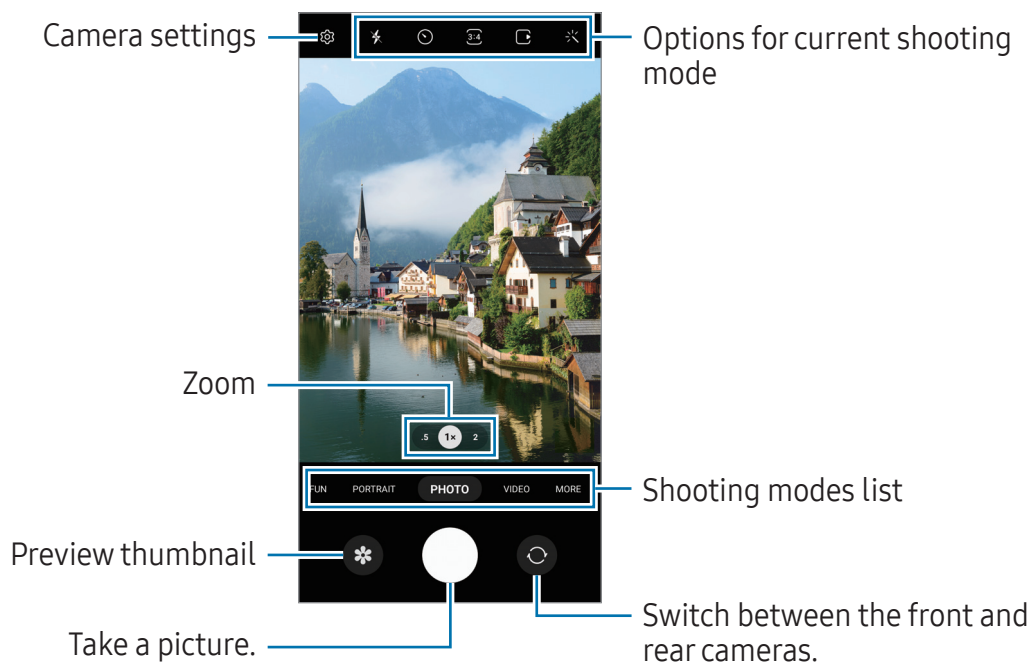 Camera settings
3:4
Options for current shooting
mode
Zoom
.5 1× 2
FUN PORTRAIT PHOTO VIDEO MORE
Shooting modes list
Preview thumbnail
Take a picture.
Switch between the front and
rear cameras.